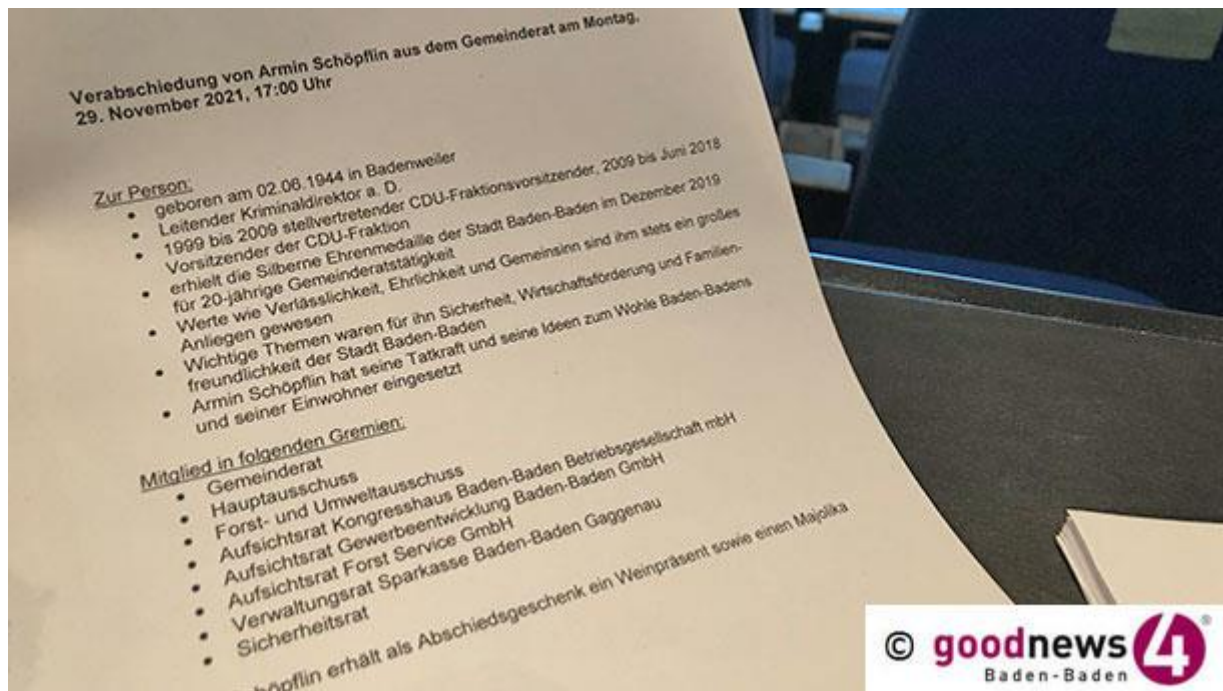 Verabschiedung von Armin Schöpflin aus dem Gemeinderat am Montag,
29. November 2021, 17:00 Uhr
Zur Person:
• geboren am 02.06.1944 in Badenweiler
• Leitender Kriminaldirektor a. D.
• 1999 bis 2009 stellvertretender CDU-Fraktionsvorsitzender, 2009 bis Juni 2018
Vorsitzender der CDU-Fraktion
• erhielt die Silberne Ehrenmedaille der Stadt Baden-Baden im Dezember 2019
für 20-jährige Gemeinderatstätigkeit
• Werte wie Verlässlichkeit, Ehrlichkeit und Gemeinsinn sind ihm stets ein großes
Anliegen gewesen
• Wichtige Themen waren für ihn Sicherheit, Wirtschaftsförderung und Familien-
freundlichkeit der Stadt Baden-Baden
• Armin Schöpflin hat seine Tatkraft und seine Ideen zum Wohle Baden-Badens
und seiner Einwohner eingesetzt
Mitglied in folgenden Gremien:
• Gemeinderat
• Hauptausschuss
• Forst- und Umweltausschuss
• Aufsichtsrat Kongresshaus Baden-Baden Betriebsgesellschaft mbH
• Aufsichtsrat Gewerbeentwicklung Baden-Baden GmbH
• Aufsichtsrat Forst Service GmbH
• Verwaltungsrat Sparkasse Baden-Baden Gaggenau
• Sicherheitsrat
erhält als Abschiedsgeschenk ein Weinpräsent sowie einen Majolika
© goodnews4®
Baden-Baden